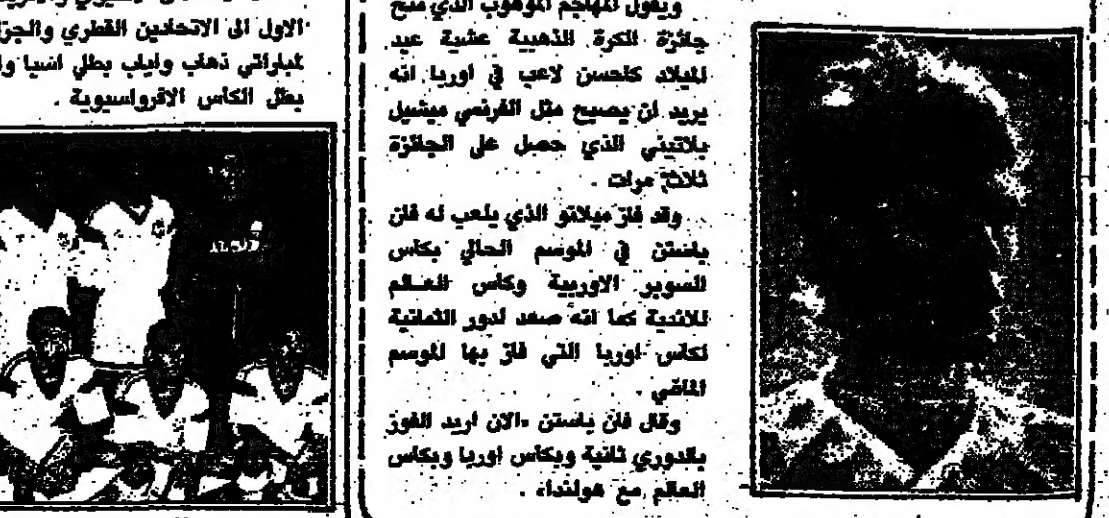 ويقول المهاجم الموهوب الذي منح
جائزة الكرة الذهبية عشية عيد
الميلاد كاحسن لاعب في اوربا انه
يريد ان يصبح مثل الفرنسي ميشيل
بلاتيني الذي حصل على الجائزة
ثلاث مرات .
وقد فاز ميلانو الذي يلعب له فان
باستن في الموسم الحالي بكاس
السوبر الاوربية وكاس العالم
للاندية كما انه صعد لدور الثمانية
لكاس اوربا التي فاز بها الموسم
الماضي .
وقال فان باستن «الان اريد الفوز
بالدوري ثانية وبكاس اوربا وبكاس
العالم مع هولندا» .
الاول الى الاتحادين القطري والجزا
لمباراتي ذهاب واياب بطلي اسيا وا
بطل الكاس الافرواسيوية .